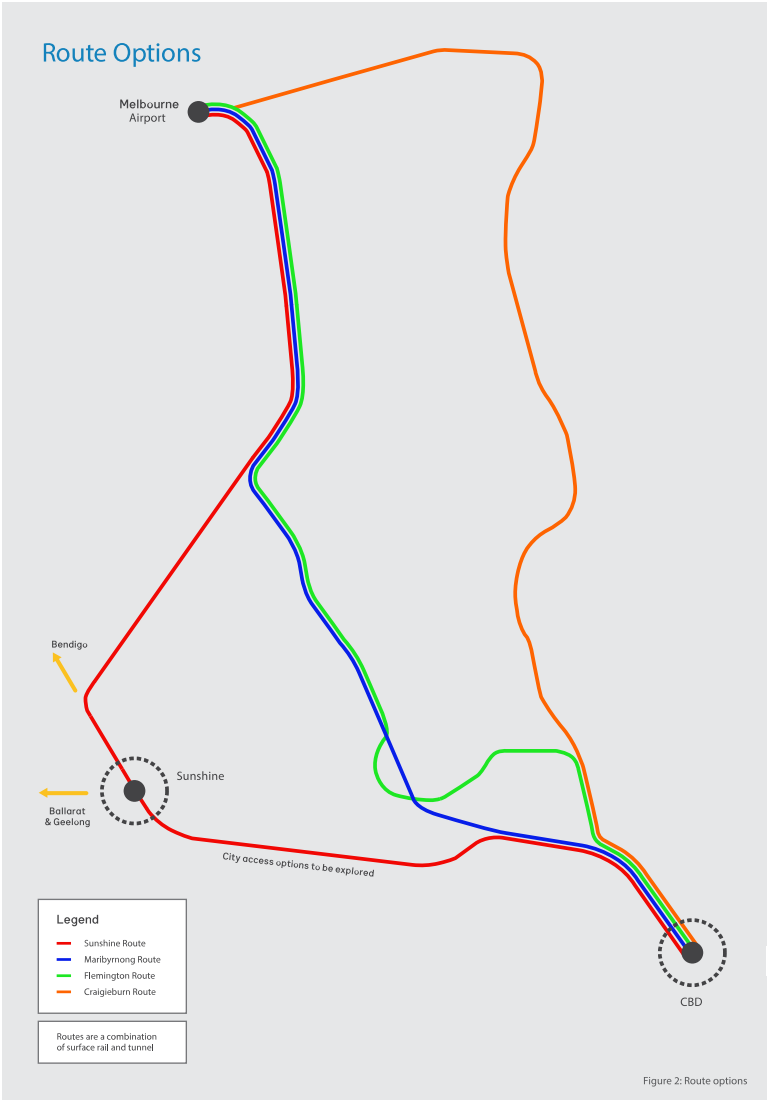 Route Options
Melbourne
Airport
Bendigo
Sunshine
Ballarat
& Geelong
City access options to be explored
Legend
Sunshine Route
Maribyrnong Route
Flemington Route
Craigieburn Route
CBD
Routes are a combination
of surface rail and tunnel
Figure 2: Route options